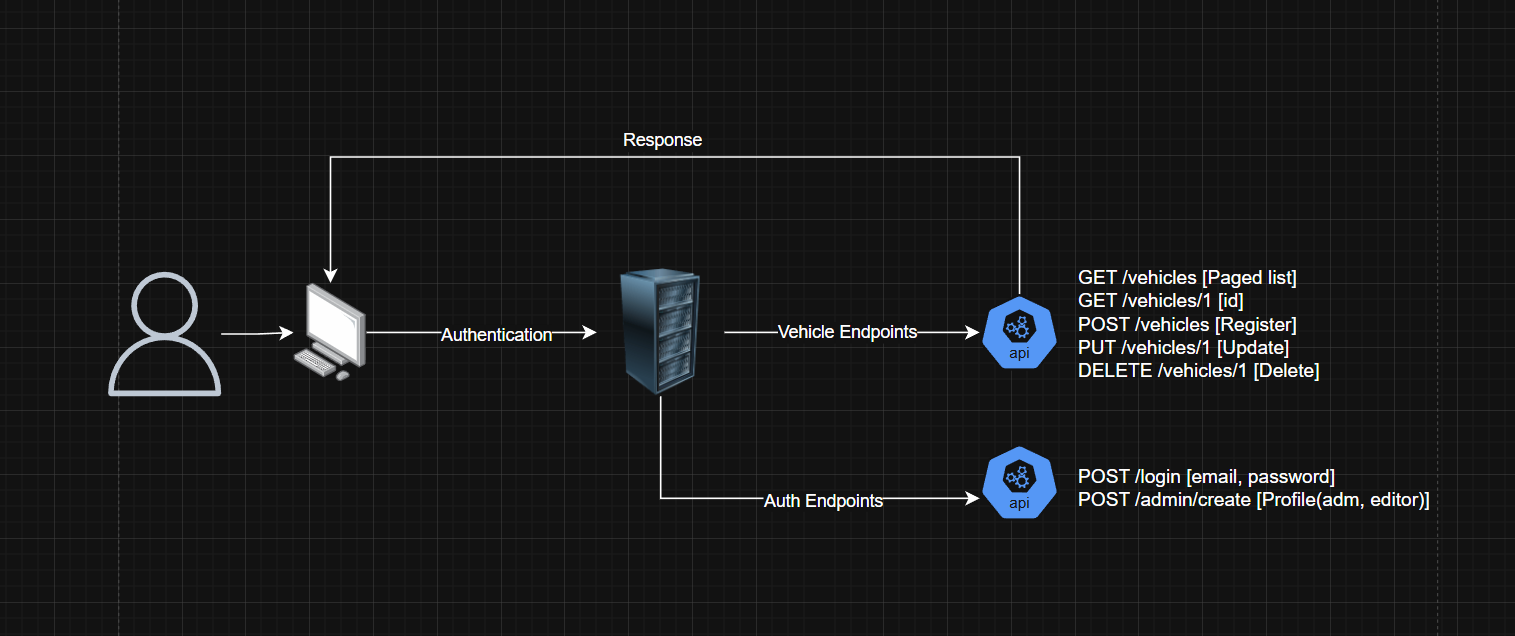 Response
Authentication
Vehicle Endpoints
api
GET /vehicles [Paged list]
GET /vehicles/1 [id]
POST /vehicles [Register]
PUT /vehicles/1 [Update]
DELETE /vehicles/1 [Delete]
Auth Endpoints
api
POST /login [email, password]
POST /admin/create [Profile(adm, editor)]